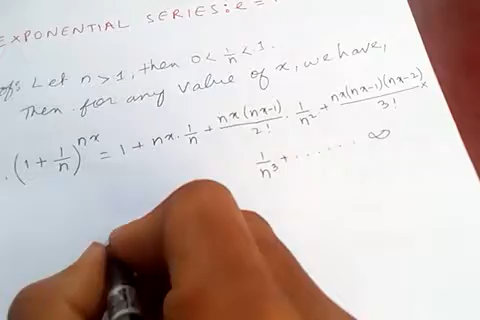 EXPONENTIAL SERIES: e =
Let n > 1, then 0 < 1/n < 1.
Then for any value of x, we have,
(1 + 1/n)^nx = 1 + nx · 1/n + nx(nx-1)/2! · 1/n² + nx(nx-1)(nx-2)/3! ×
1/n³ + ....... ∞